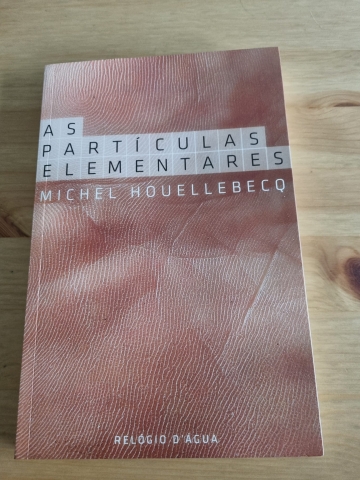 AS
PARTÍCULAS
ELEMENTARES
MICHEL HOUELLEBECQ
RELÓGIO D'ÁGUA